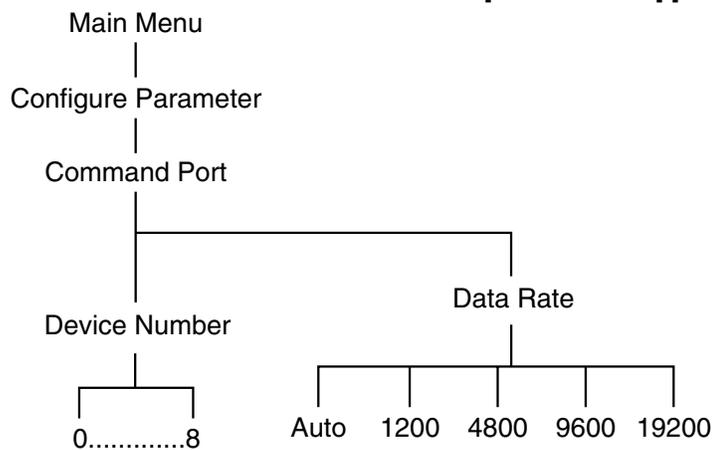 Main Menu
Configure Parameter
Command Port
Data Rate
Device Number
0.............8
Auto 1200 4800 9600 19200